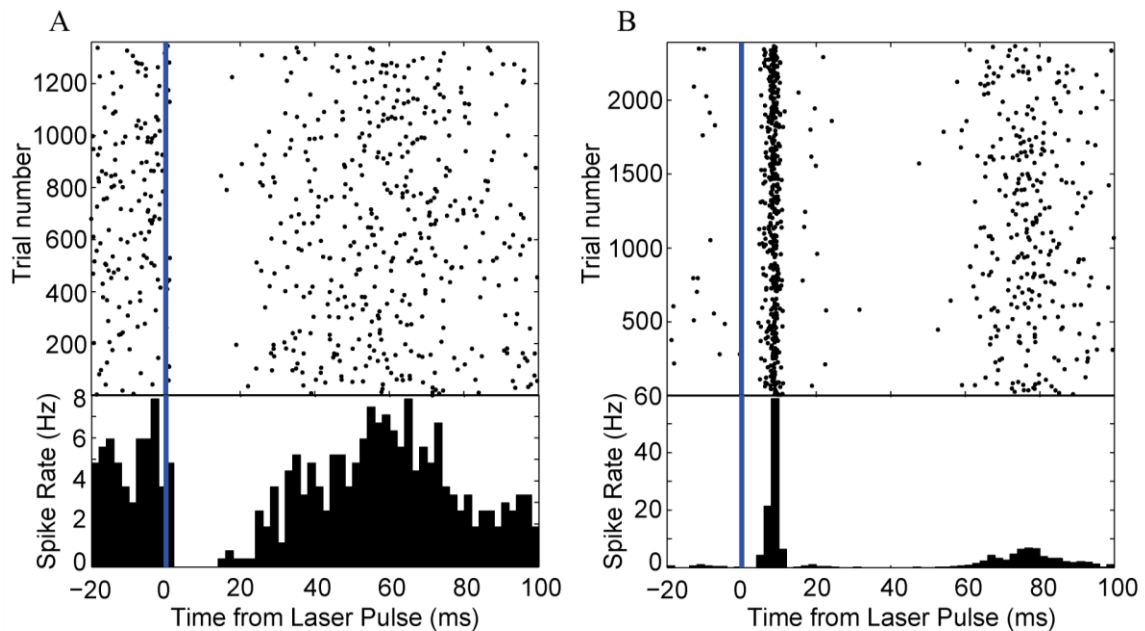 A
Trial number
1200
1000
800
600
400
200
8
6
4
2
0
Spike Rate (Hz)
−20 0 20 40 60 80 100
Time from Laser Pulse (ms)
B
Trial number
2000
1500
1000
500
60
40
20
0
Spike Rate (Hz)
−20 0 20 40 60 80 100
Time from Laser Pulse (ms)